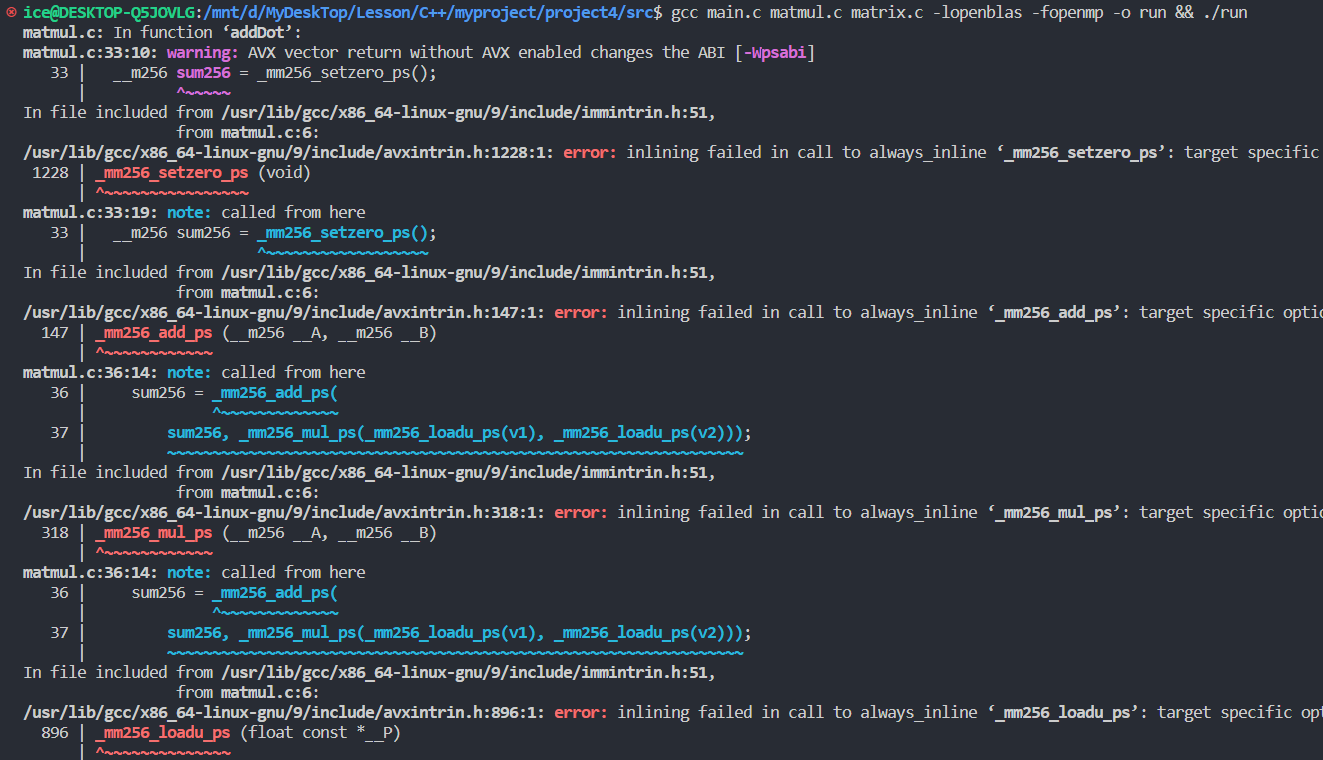 ice@DESKTOP-Q5JOVLG:/mnt/d/MyDeskTop/Lesson/C++/myproject/project4/src$ gcc main.c matmul.c matrix.c -lopenblas -fopenmp -o run && ./run
matmul.c: In function ‘addDot’:
matmul.c:33:10: warning: AVX vector return without AVX enabled changes the ABI [-Wpsabi]
   33 |   __m256 sum256 = _mm256_setzero_ps();
      |          ^~~~~~
In file included from /usr/lib/gcc/x86_64-linux-gnu/9/include/immintrin.h:51,
                 from matmul.c:6:
/usr/lib/gcc/x86_64-linux-gnu/9/include/avxintrin.h:1228:1: error: inlining failed in call to always_inline ‘_mm256_setzero_ps’: target specific
 1228 | _mm256_setzero_ps (void)
      | ^~~~~~~~~~~~~~~~~
matmul.c:33:19: note: called from here
   33 |   __m256 sum256 = _mm256_setzero_ps();
      |                   ^~~~~~~~~~~~~~~~~~~
In file included from /usr/lib/gcc/x86_64-linux-gnu/9/include/immintrin.h:51,
                 from matmul.c:6:
/usr/lib/gcc/x86_64-linux-gnu/9/include/avxintrin.h:147:1: error: inlining failed in call to always_inline ‘_mm256_add_ps’: target specific optio
  147 | _mm256_add_ps (__m256 __A, __m256 __B)
      | ^~~~~~~~~~~~~
matmul.c:36:14: note: called from here
   36 |     sum256 = _mm256_add_ps(
      |              ^~~~~~~~~~~~~~
   37 |         sum256, _mm256_mul_ps(_mm256_loadu_ps(v1), _mm256_loadu_ps(v2)));
      |         ~~~~~~~~~~~~~~~~~~~~~~~~~~~~~~~~~~~~~~~~~~~~~~~~~~~~~~~~~~~~~~~~
In file included from /usr/lib/gcc/x86_64-linux-gnu/9/include/immintrin.h:51,
                 from matmul.c:6:
/usr/lib/gcc/x86_64-linux-gnu/9/include/avxintrin.h:318:1: error: inlining failed in call to always_inline ‘_mm256_mul_ps’: target specific optio
  318 | _mm256_mul_ps (__m256 __A, __m256 __B)
      | ^~~~~~~~~~~~~
matmul.c:36:14: note: called from here
   36 |     sum256 = _mm256_add_ps(
      |              ^~~~~~~~~~~~~~
   37 |         sum256, _mm256_mul_ps(_mm256_loadu_ps(v1), _mm256_loadu_ps(v2)));
      |         ~~~~~~~~~~~~~~~~~~~~~~~~~~~~~~~~~~~~~~~~~~~~~~~~~~~~~~~~~~~~~~~~
In file included from /usr/lib/gcc/x86_64-linux-gnu/9/include/immintrin.h:51,
                 from matmul.c:6:
/usr/lib/gcc/x86_64-linux-gnu/9/include/avxintrin.h:896:1: error: inlining failed in call to always_inline ‘_mm256_loadu_ps’: target specific opt
  896 | _mm256_loadu_ps (float const *__P)
      | ^~~~~~~~~~~~~~~